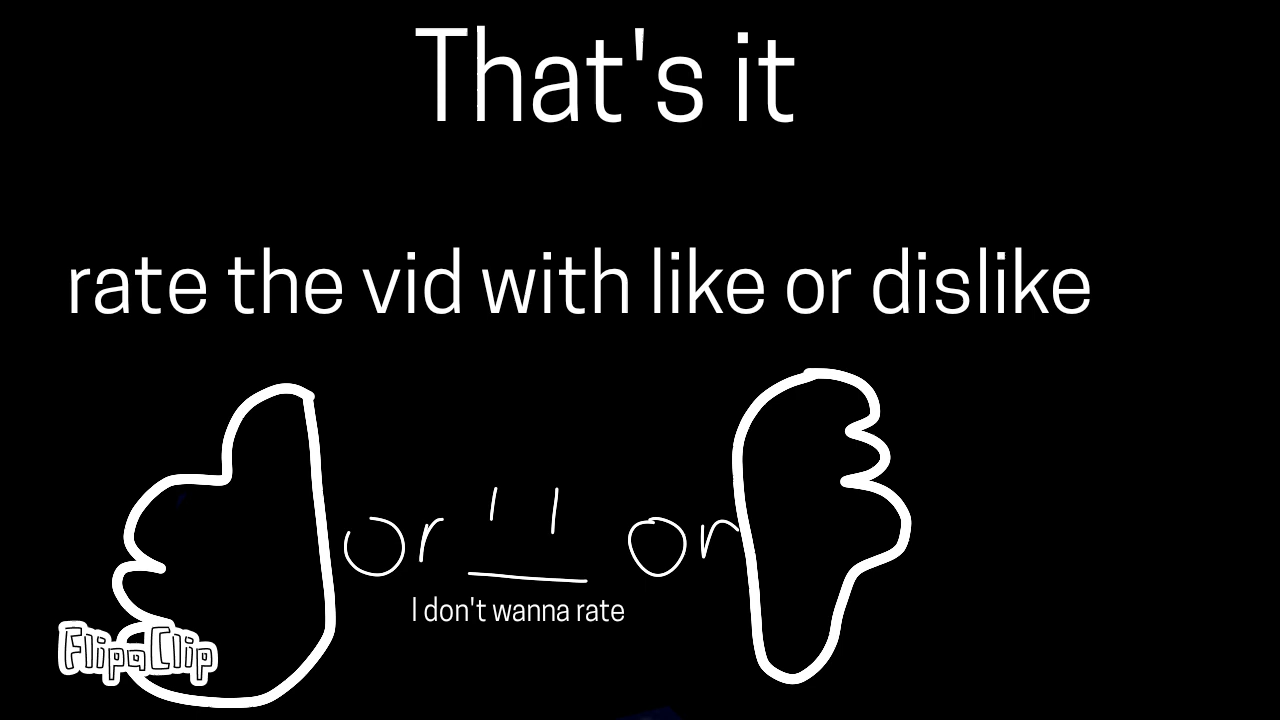 That's it
rate the vid with like or dislike
or or
I don't wanna rate
FlipaClip